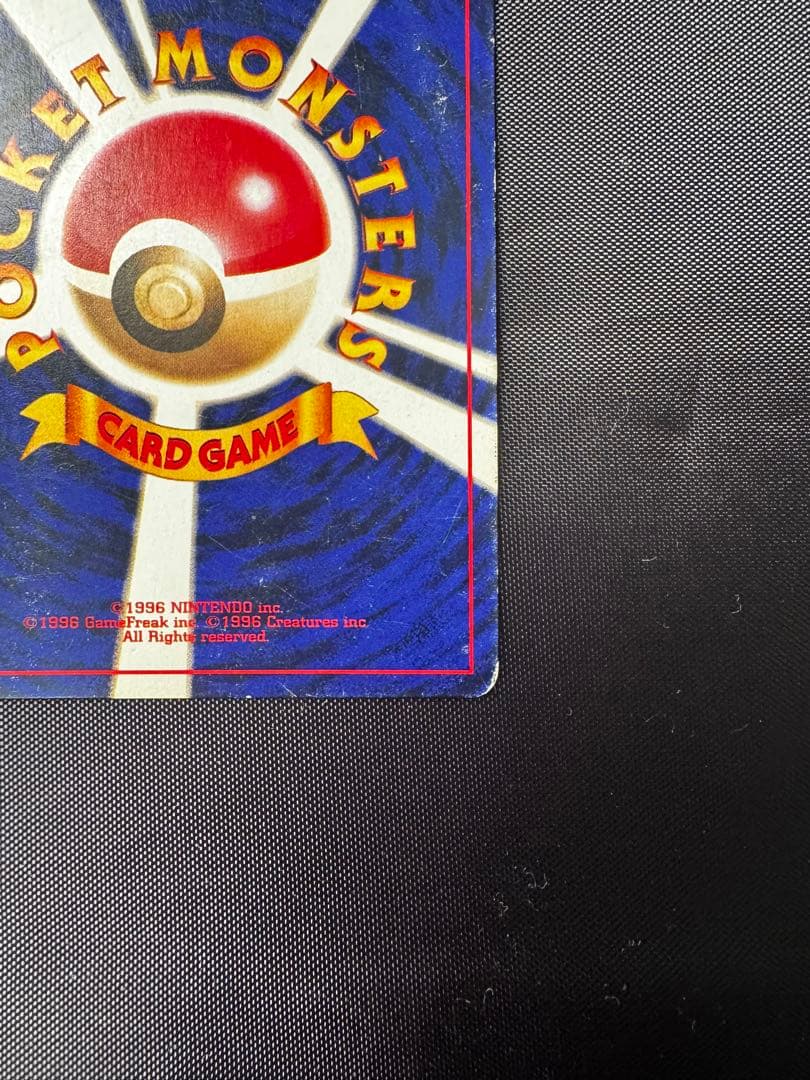 POCKET MONSTERS
CARD GAME
©1996 NINTENDO inc.
©1996 GameFreak inc. ©1996 Creatures inc
All Rights reserved.